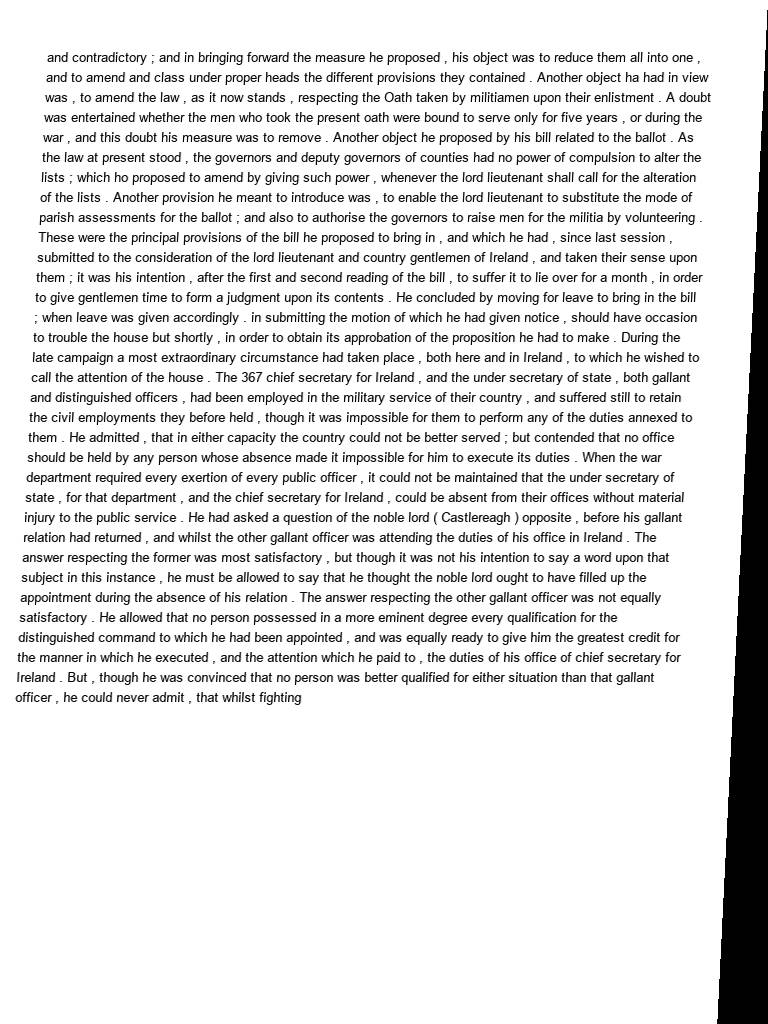 and contradictory ; and in bringing forward the measure he proposed , his object was to reduce them all into one ,
and to amend and class under proper heads the different provisions they contained . Another object ha had in view
was , to amend the law , as it now stands , respecting the Oath taken by militiamen upon their enlistment . A doubt
was entertained whether the men who took the present oath were bound to serve only for five years , or during the
war , and this doubt his measure was to remove . Another object he proposed by his bill related to the ballot . As
the law at present stood , the governors and deputy governors of counties had no power of compulsion to alter the
lists ; which ho proposed to amend by giving such power , whenever the lord lieutenant shall call for the alteration
of the lists . Another provision he meant to introduce was , to enable the lord lieutenant to substitute the mode of
parish assessments for the ballot ; and also to authorise the governors to raise men for the militia by volunteering .
These were the principal provisions of the bill he proposed to bring in , and which he had , since last session ,
submitted to the consideration of the lord lieutenant and country gentlemen of Ireland , and taken their sense upon
them ; it was his intention , after the first and second reading of the bill , to suffer it to lie over for a month , in order
to give gentlemen time to form a judgment upon its contents . He concluded by moving for leave to bring in the bill
; when leave was given accordingly . in submitting the motion of which he had given notice , should have occasion
to trouble the house but shortly , in order to obtain its approbation of the proposition he had to make . During the
late campaign a most extraordinary circumstance had taken place , both here and in Ireland , to which he wished to
call the attention of the house . The 367 chief secretary for Ireland , and the under secretary of state , both gallant
and distinguished officers , had been employed in the military service of their country , and suffered still to retain
the civil employments they before held , though it was impossible for them to perform any of the duties annexed to
them . He admitted , that in either capacity the country could not be better served ; but contended that no office
should be held by any person whose absence made it impossible for him to execute its duties . When the war
department required every exertion of every public officer , it could not be maintained that the under secretary of
state , for that department , and the chief secretary for Ireland , could be absent from their offices without material
injury to the public service . He had asked a question of the noble lord ( Castlereagh ) opposite , before his gallant
relation had returned , and whilst the other gallant officer was attending the duties of his office in Ireland . The
answer respecting the former was most satisfactory , but though it was not his intention to say a word upon that
subject in this instance , he must be allowed to say that he thought the noble lord ought to have filled up the
appointment during the absence of his relation . The answer respecting the other gallant officer was not equally
satisfactory . He allowed that no person possessed in a more eminent degree every qualification for the
distinguished command to which he had been appointed , and was equally ready to give him the greatest credit for
the manner in which he executed , and the attention which he paid to , the duties of his office of chief secretary for
Ireland . But , though he was convinced that no person was better qualified for either situation than that gallant
officer , he could never admit , that whilst fighting